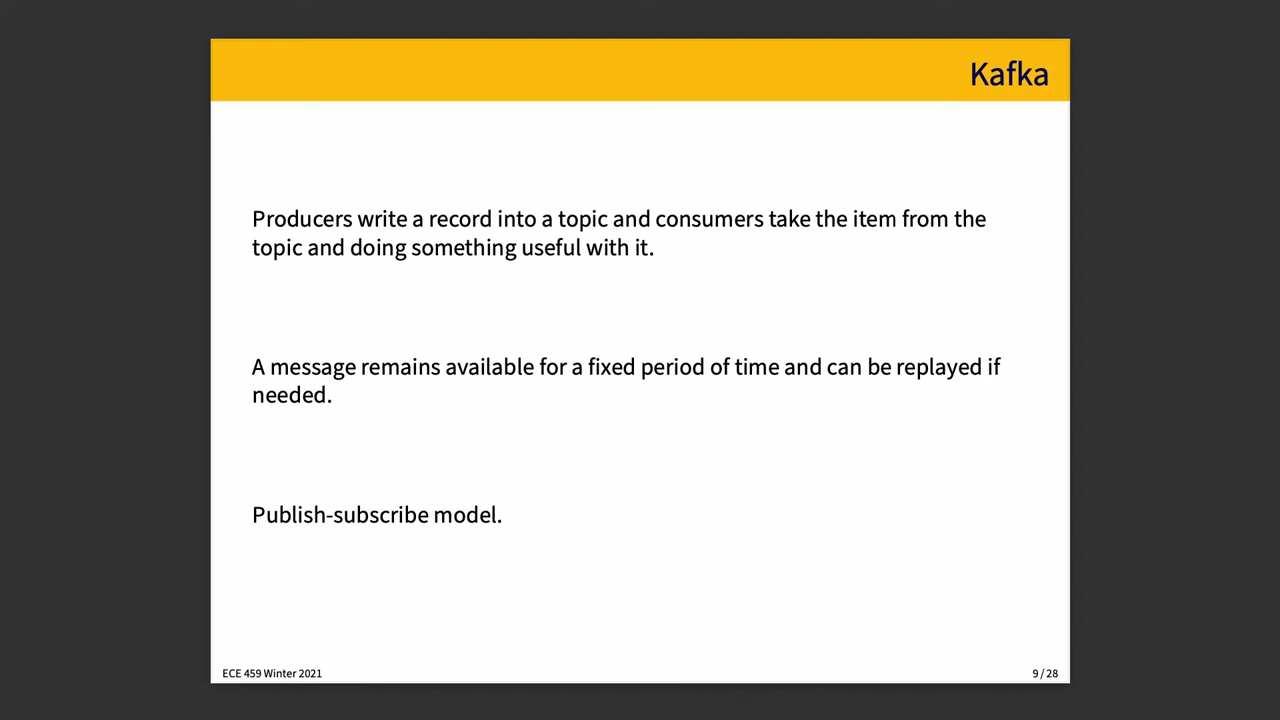 Kafka
Producers write a record into a topic and consumers take the item from the
topic and doing something useful with it.
A message remains available for a fixed period of time and can be replayed if
needed.
Publish-subscribe model.
ECE 459 Winter 2021
9 / 28